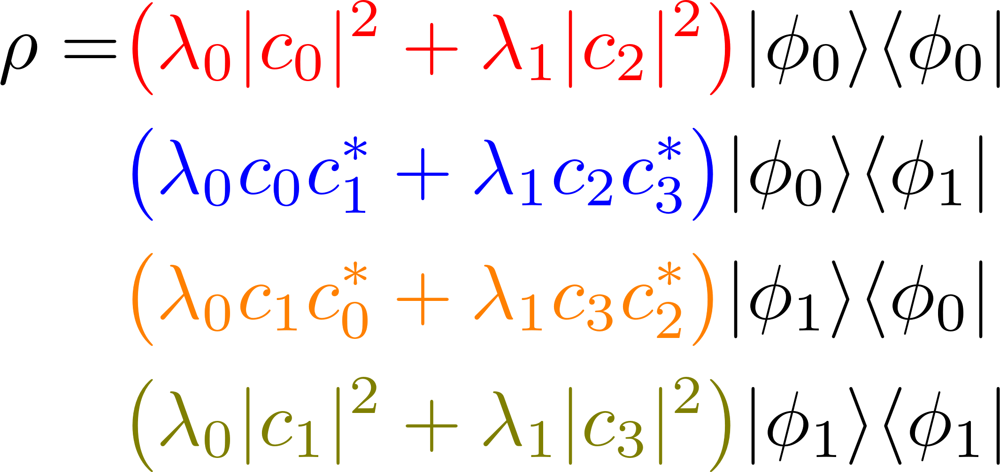 ρ = (λ₀|c₀|² + λ₁|c₂|²)|ϕ₀⟩⟨ϕ₀|
(λ₀c₀c₁* + λ₁c₂c₃*)|ϕ₀⟩⟨ϕ₁|
(λ₀c₁c₀* + λ₁c₃c₂*)|ϕ₁⟩⟨ϕ₀|
(λ₀|c₁|² + λ₁|c₃|²)|ϕ₁⟩⟨ϕ₁|